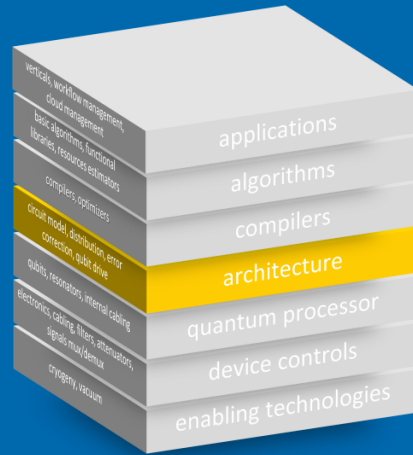 verticals, workflow management,
cloud management
applications
basic algorithms, functional
libraries, resources estimators
algorithms
compilers, optimizers
compilers
circuit model, distribution, error
correction, qubit drive
architecture
qubits, resonators, internal cabling
quantum processor
electronics, cabling, filters, attenuators,
signals mux/demux
device controls
cryogeny, vacuum
enabling technologies